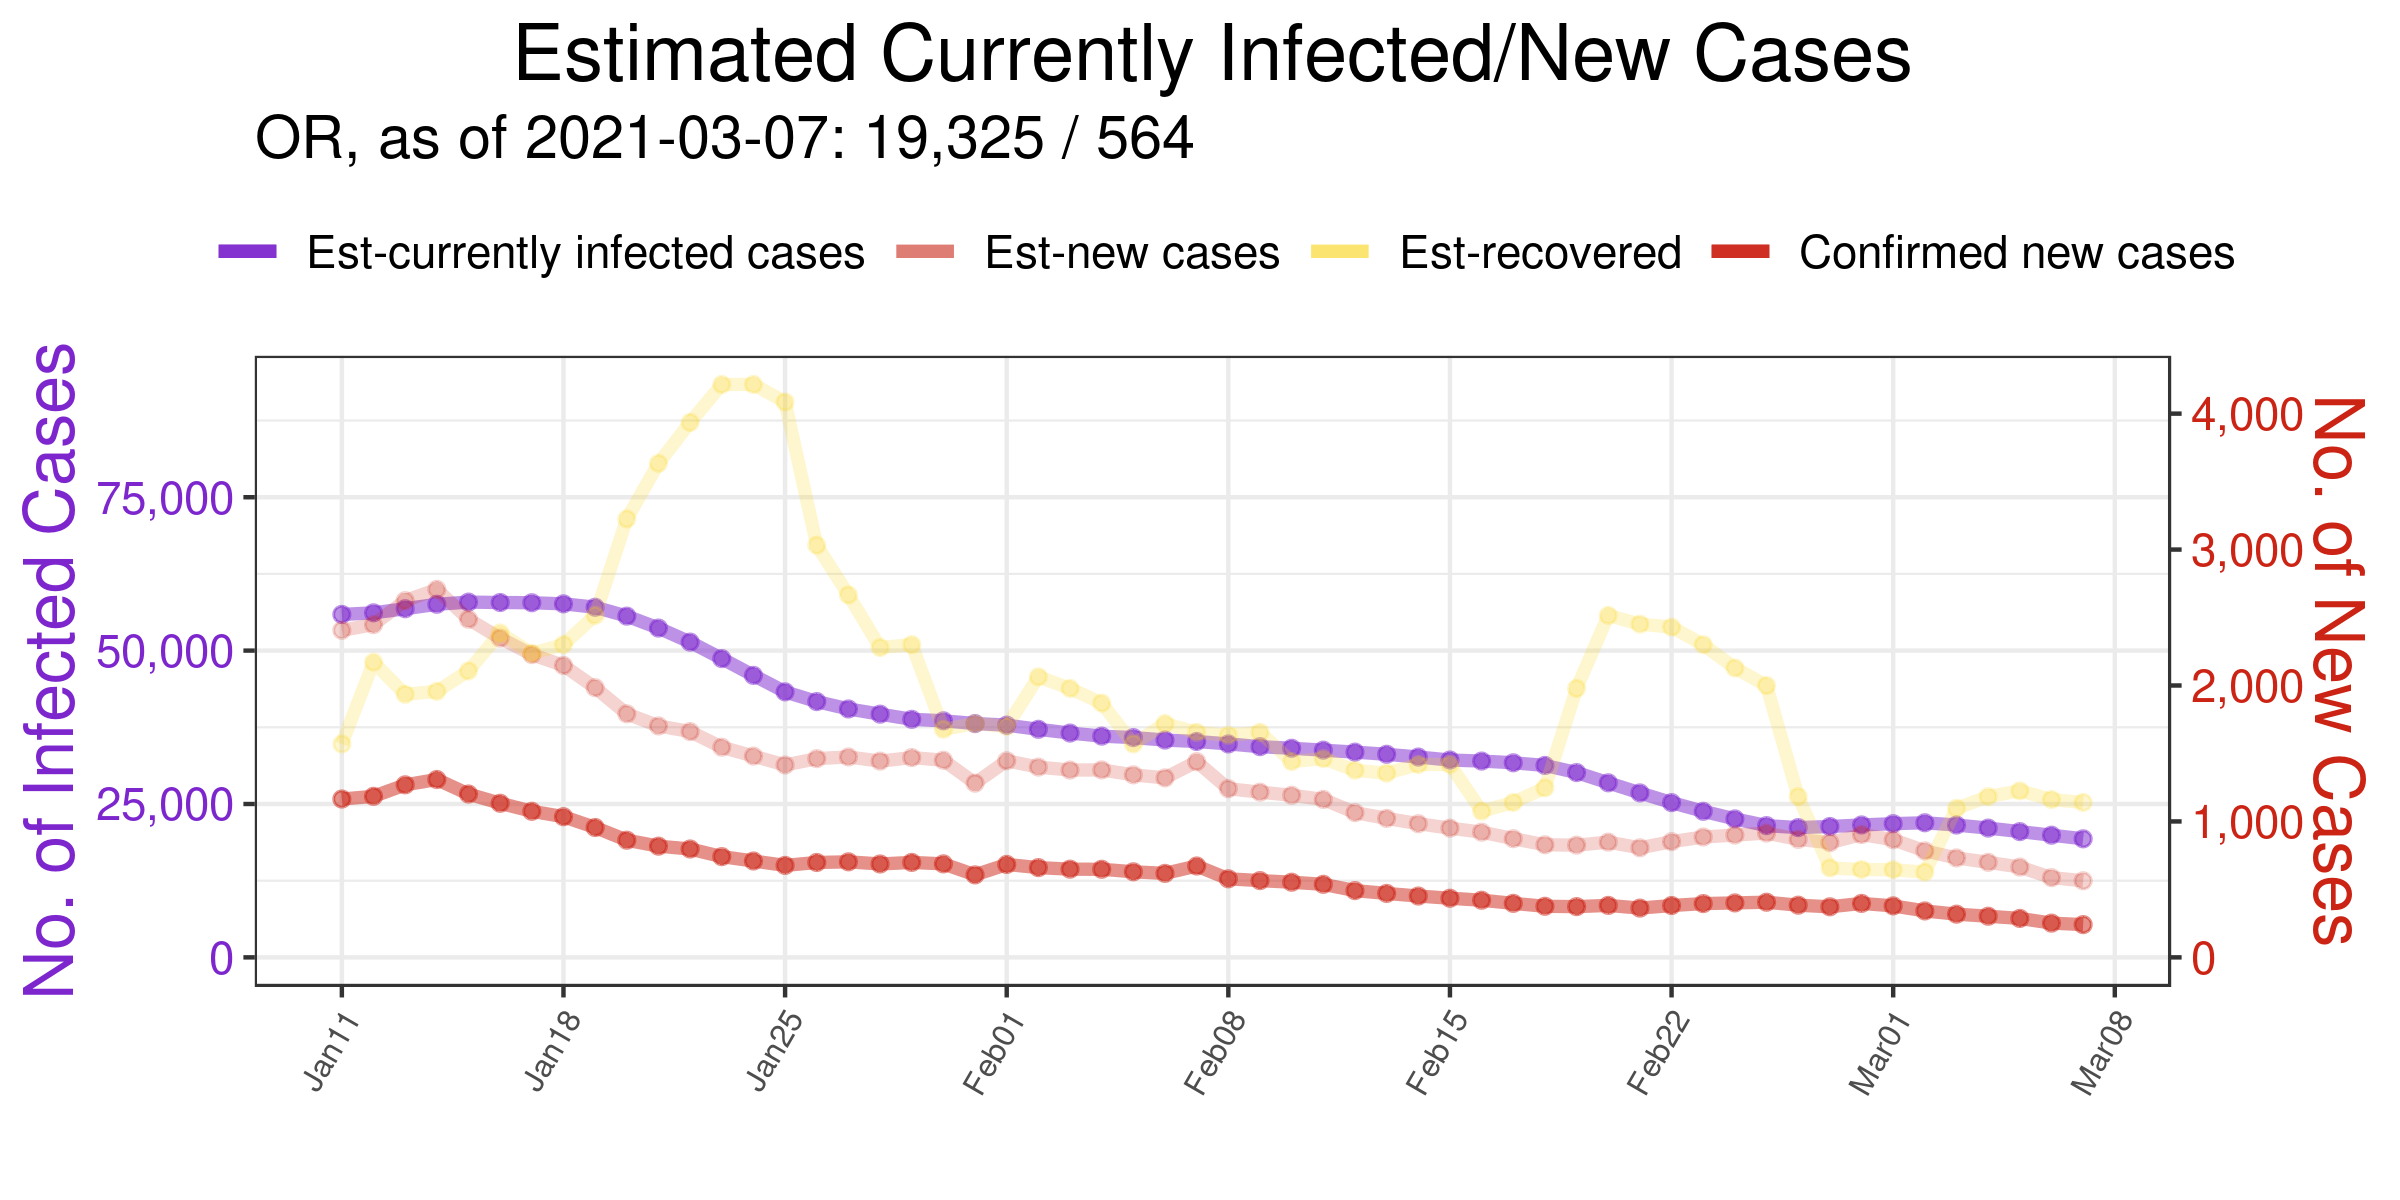 Estimated Currently Infected/New Cases
OR, as of 2021-03-07: 19,325 / 564
Est-currently infected cases Est-new cases Est-recovered Confirmed new cases
No. of Infected Cases
75,000
50,000
25,000
0
4,000
3,000
2,000
1,000
0
No. of New Cases
Jan11 Jan18 Jan25 Feb01 Feb08 Feb15 Feb22 Mar01 Mar08